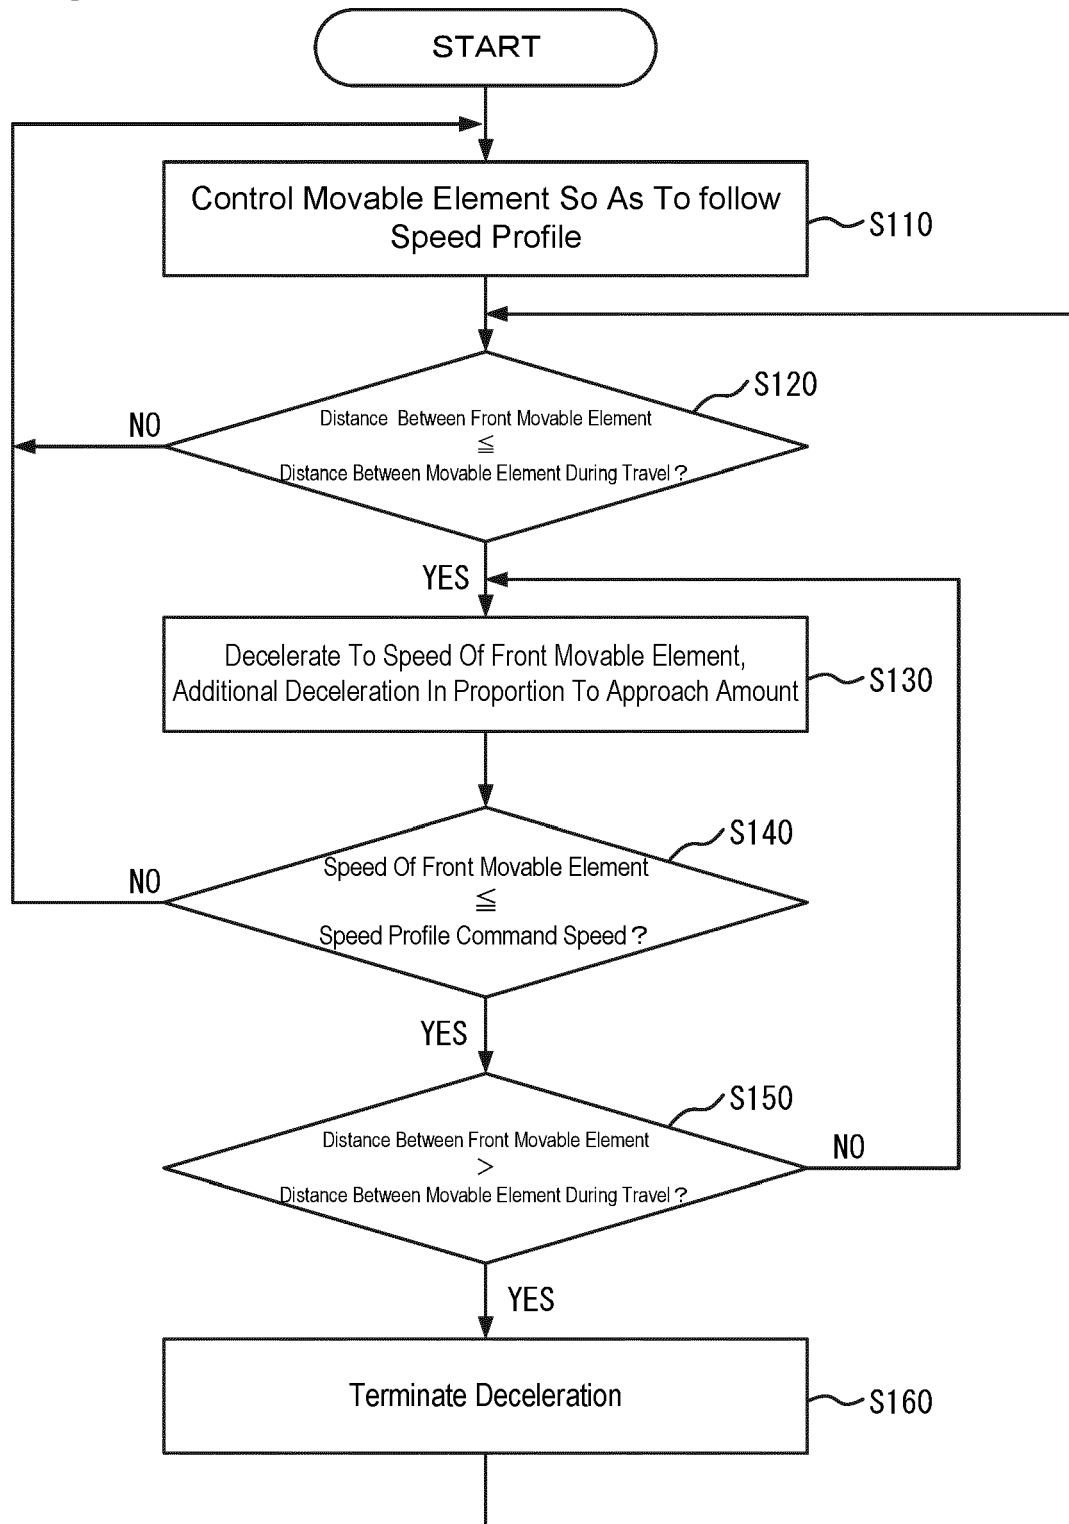 START
Control Movable Element So As To follow
Speed Profile
S110
S120
Distance Between Front Movable Element
≦
Distance Between Movable Element During Travel?
NO
YES
Decelerate To Speed Of Front Movable Element,
Additional Deceleration In Proportion To Approach Amount
S130
S140
Speed Of Front Movable Element
≦
Speed Profile Command Speed?
NO
YES
S150
Distance Between Front Movable Element
>
Distance Between Movable Element During Travel?
NO
YES
Terminate Deceleration
S160